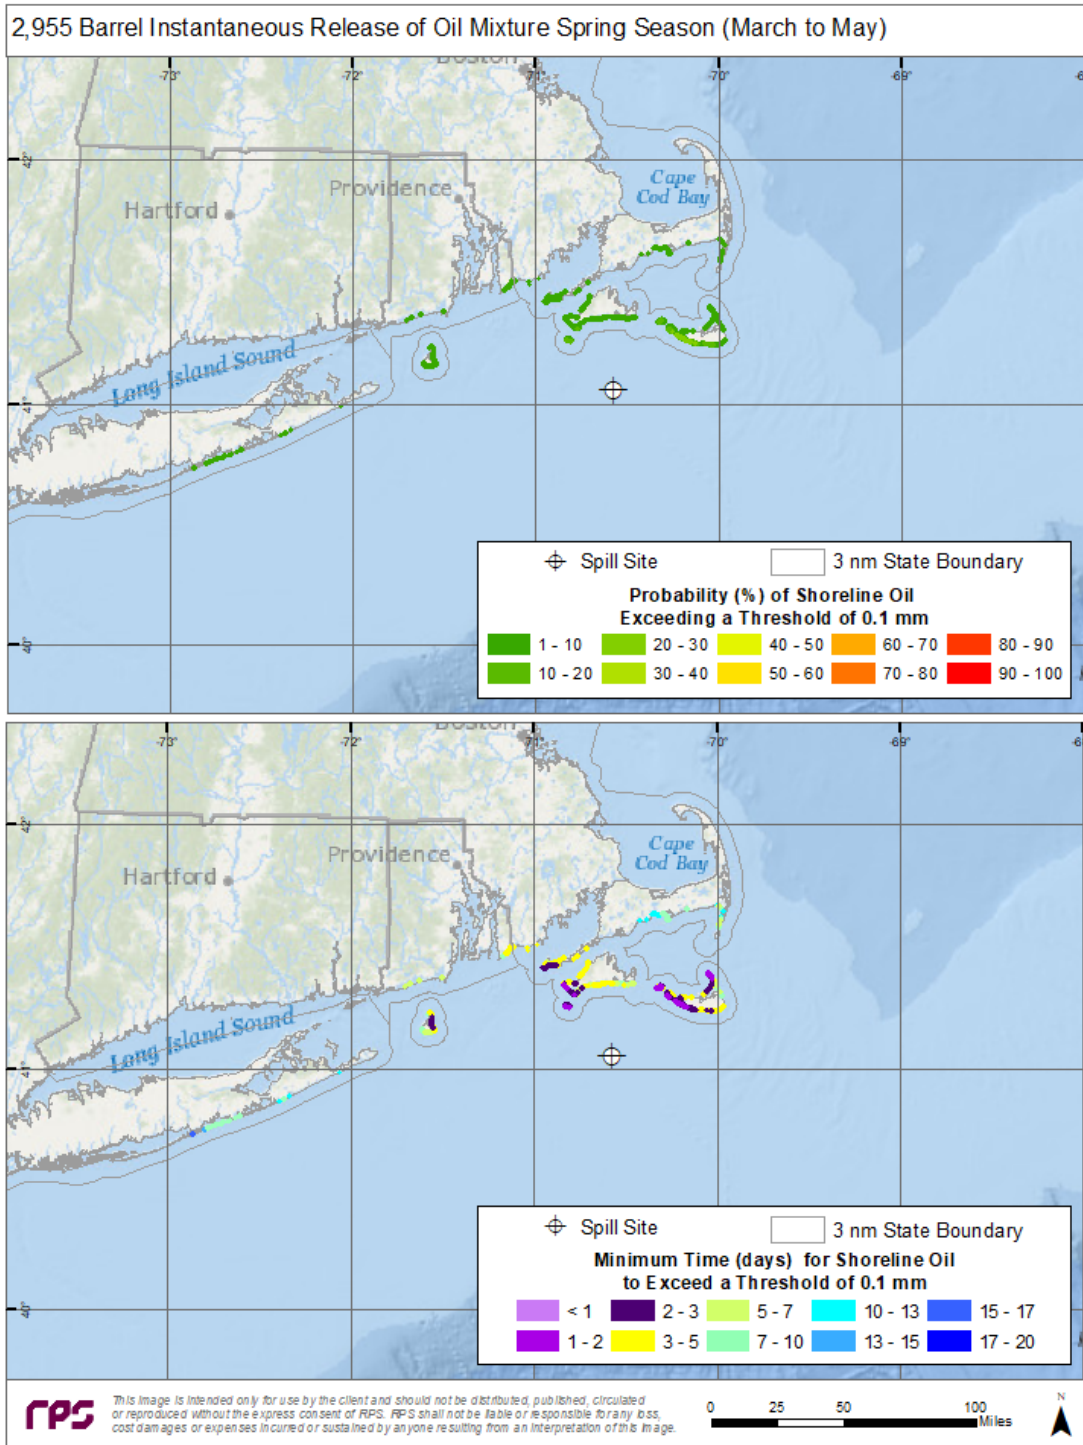 2,955 Barrel Instantaneous Release of Oil Mixture Spring Season (March to May)
Boston
-73° -72° -71° -70° -69°
42°
Cape
Cod Bay
Providence
Hartford
Long Island Sound
41°
Spill Site 3 nm State Boundary
Probability (%) of Shoreline Oil
Exceeding a Threshold of 0.1 mm
40°
1 - 10 20 - 30 40 - 50 60 - 70 80 - 90
10 - 20 30 - 40 50 - 60 70 - 80 90 - 100
Boston
-73° -72° -71° -70° -69°
42°
Cape
Cod Bay
Providence
Hartford
Long Island Sound
41°
Spill Site 3 nm State Boundary
Minimum Time (days) for Shoreline Oil
to Exceed a Threshold of 0.1 mm
40°
< 1 2 - 3 5 - 7 10 - 13 15 - 17
1 - 2 3 - 5 7 - 10 13 - 15 17 - 20
rps
This image is intended only for use by the client and should not be distributed, published, circulated
or reproduced without the express consent of RPS. RPS shall not be liable or responsible for any loss,
cost damages or expenses incurred or sustained by anyone resulting from an interpretation of this image.
0 25 50 100
Miles
N